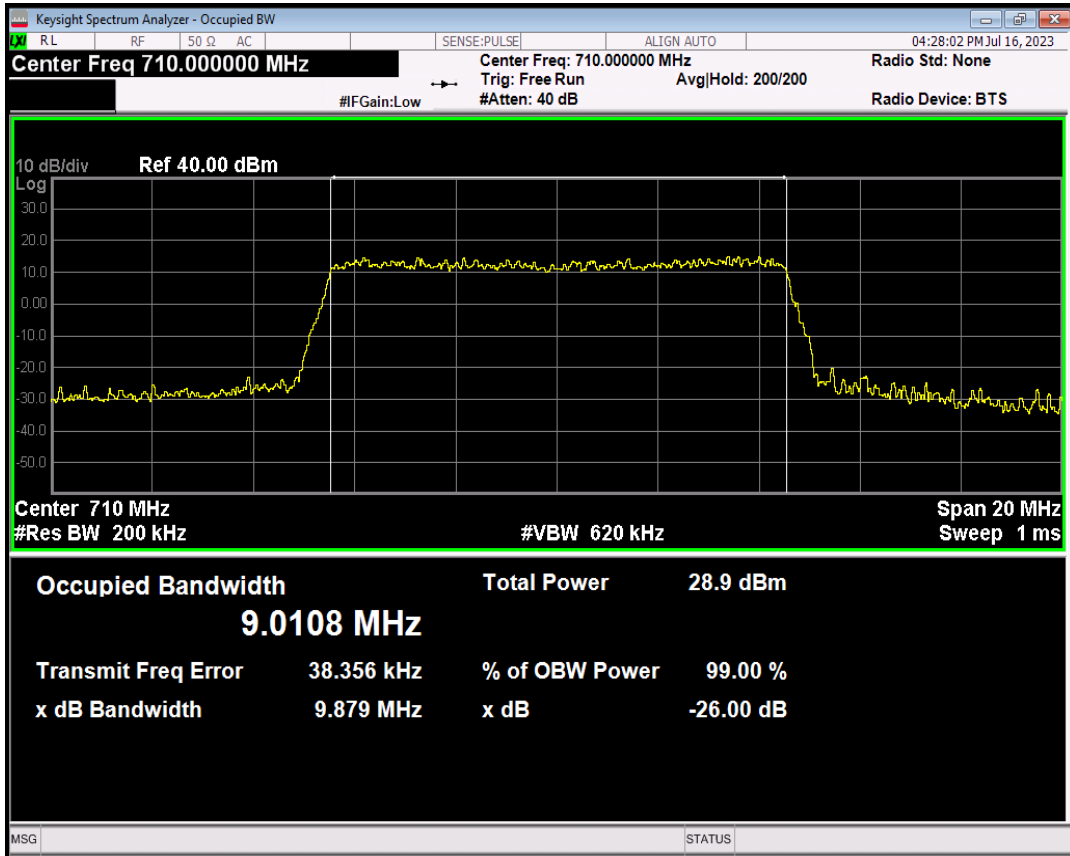 Keysight Spectrum Analyzer - Occupied BW
LXI RL RF 50 Ω AC SENSE:PULSE ALIGN AUTO 04:28:02 PM Jul 16, 2023
Center Freq 710.000000 MHz
Center Freq: 710.000000 MHz
Radio Std: None
Trig: Free Run Avg|Hold: 200/200
#IFGain:Low #Atten: 40 dB Radio Device: BTS
10 dB/div Ref 40.00 dBm
Log
30.0
20.0
10.0
0.00
-10.0
-20.0
-30.0
-40.0
-50.0
Center 710 MHz Span 20 MHz
#Res BW 200 kHz #VBW 620 kHz Sweep 1 ms
Occupied Bandwidth Total Power 28.9 dBm
9.0108 MHz
Transmit Freq Error 38.356 kHz % of OBW Power 99.00 %
x dB Bandwidth 9.879 MHz x dB -26.00 dB
MSG STATUS